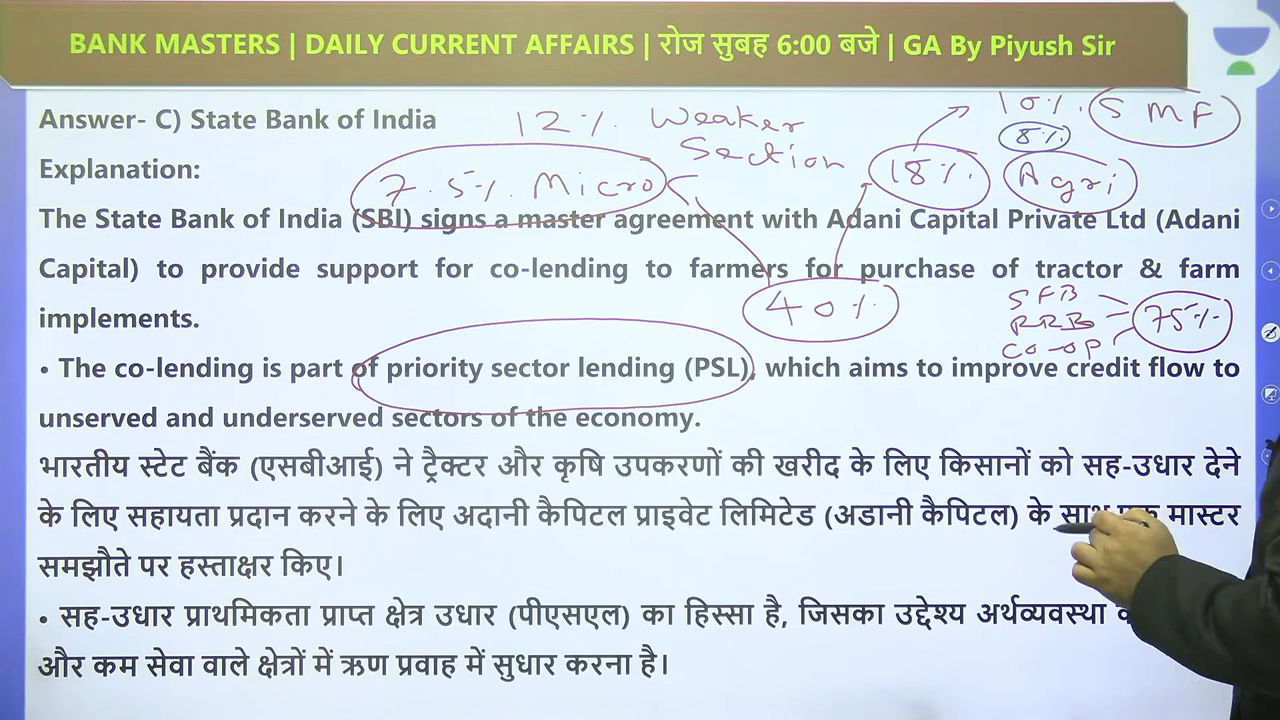 BANK MASTERS | DAILY CURRENT AFFAIRS | रोज सुबह 6:00 बजे | GA By Piyush Sir
Answer- C) State Bank of India
12% Weaker
Section
10% SMF
8%
Explanation:
7.5% Micro
18% Agri
The State Bank of India (SBI) signs a master agreement with Adani Capital Private Ltd (Adani
Capital) to provide support for co-lending to farmers for purchase of tractor & farm
implements.
40%
SFB
RRB
CO-OP
75%
• The co-lending is part of priority sector lending (PSL), which aims to improve credit flow to
unserved and underserved sectors of the economy.
भारतीय स्टेट बैंक (एसबीआई) ने ट्रैक्टर और कृषि उपकरणों की खरीद के लिए किसानों को सह-उधार देने
के लिए सहायता प्रदान करने के लिए अदानी कैपिटल प्राइवेट लिमिटेड (अडानी कैपिटल) के साथ एक मास्टर
समझौते पर हस्ताक्षर किए।
• सह-उधार प्राथमिकता प्राप्त क्षेत्र उधार (पीएसएल) का हिस्सा है, जिसका उद्देश्य अर्थव्यवस्था
और कम सेवा वाले क्षेत्रों में ऋण प्रवाह में सुधार करना है।